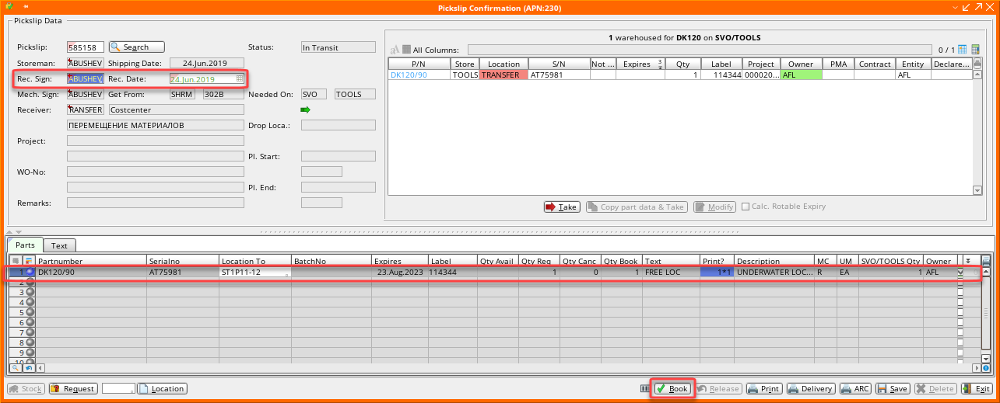 Pickslip Confirmation (APN:230)
Pickslip Data
Pickslip: 585158 Search Status: In Transit
Storeman: ABUSHEV Shipping Date: 24.Jun.2019
Rec. Sign: ABUSHEV Rec. Date: 24.Jun.2019
Mech. Sign: ABUSHEV Get From: SHRM 302B Needed On: SVO TOOLS
Receiver: RANSFER Costcenter
ПЕРЕМЕЩЕНИЕ МАТЕРИАЛОВ Drop Loca.:
Project:
Pl. Start:
WO-No:
Pl. End:
Remarks:
1 warehoused for DK120 on SVO/TOOLS
All Columns: 0 / 1
P/N Store Location S/N Not ... Expires 3 Qty Label Project Owner PMA Contract Entity Declare...
DK120/90 TOOLS TRANSFER AT75981 1 114344 000020... AFL AFL
Take Copy part data & Take Modify Calc. Rotable Expiry
Parts Text
Partnumber Serialno Location To BatchNo Expires Label Qty Avail Qty Req Qty Canc Qty Book Text Print? Description MC UM SVO/TOOLS Qty Owner
1 DK120/90 AT75981 ST1P11-12 23.Aug.2023 114344 1 0 1 FREE LOC 1*1 UNDERWATER LOC... R EA 1 AFL
2
3
4
5
6
7
8
9
10
Stock Request Location Book Release Print Delivery ARC Save Delete Exit